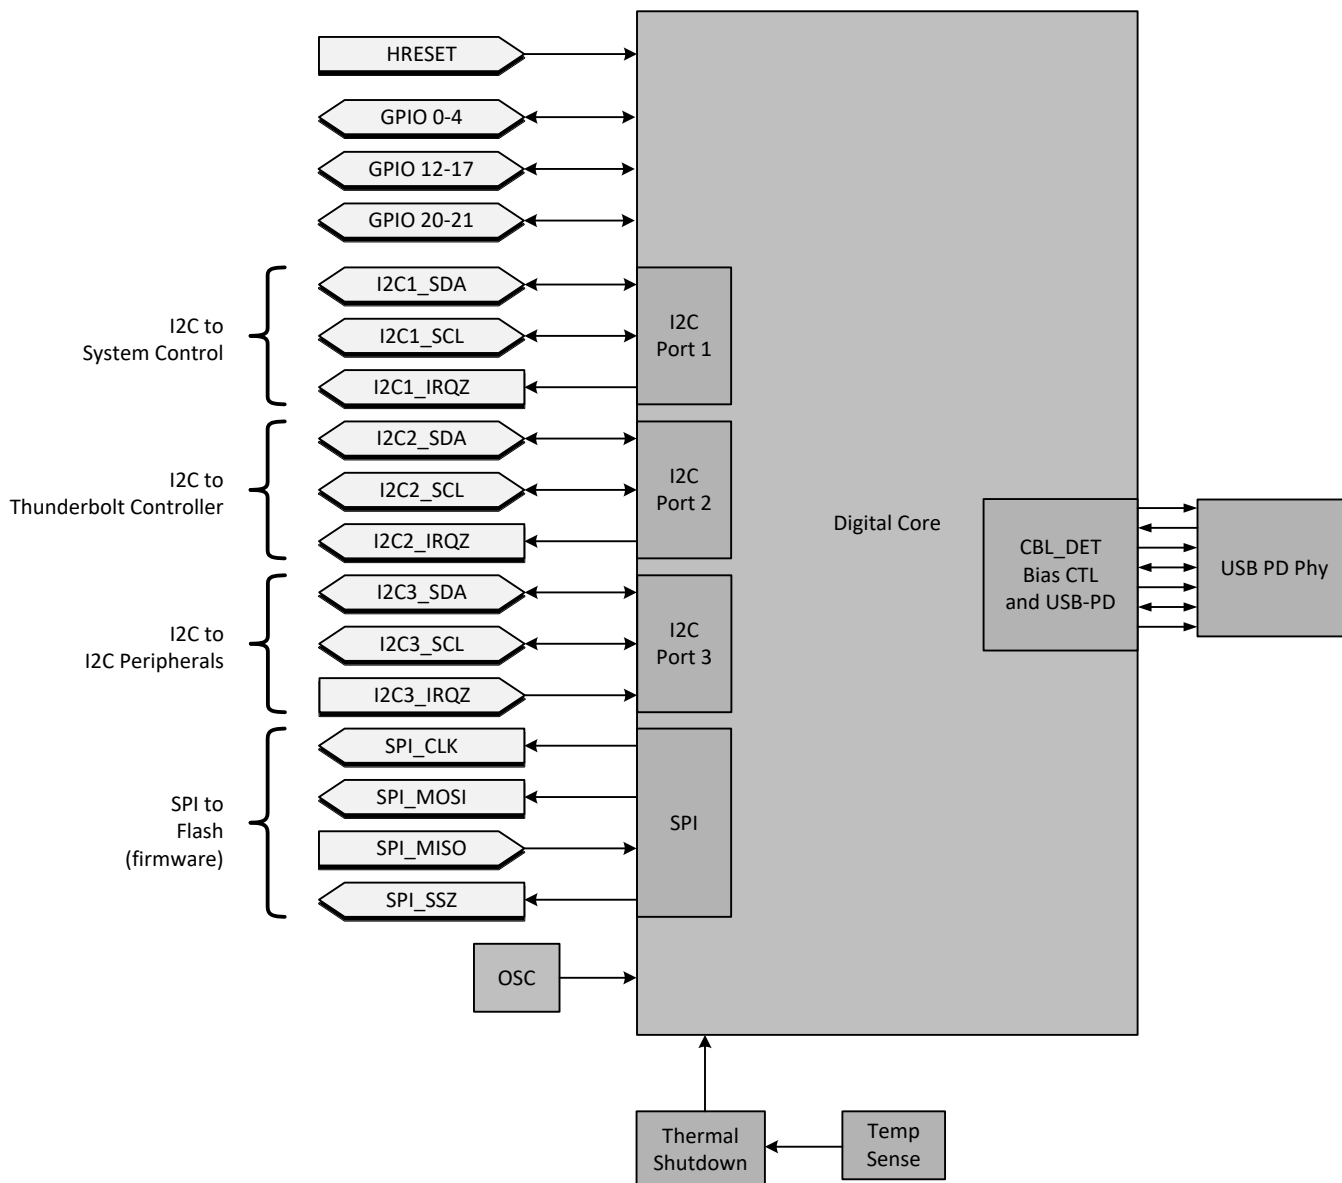 HRESET
GPIO 0-4
GPIO 12-17
GPIO 20-21
I2C to
System Control
I2C1_SDA
I2C1_SCL
I2C1_IRQZ
I2C
Port 1
I2C to
Thunderbolt Controller
I2C2_SDA
I2C2_SCL
I2C2_IRQZ
I2C
Port 2
Digital Core
CBL_DET
Bias CTL
and USB-PD
USB PD Phy
I2C to
I2C Peripherals
I2C3_SDA
I2C3_SCL
I2C3_IRQZ
I2C
Port 3
SPI to
Flash
(firmware)
SPI_CLK
SPI_MOSI
SPI_MISO
SPI_SSZ
SPI
OSC
Thermal
Shutdown
Temp
Sense